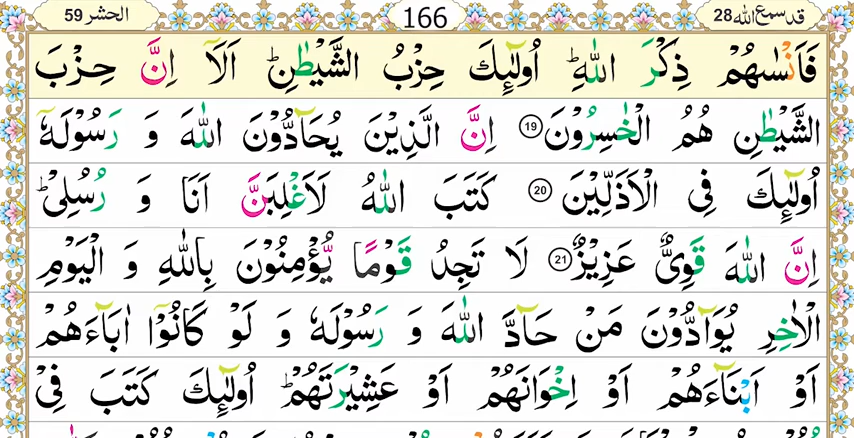 الحشر 59
166
قد سمع الله 28
فَاَنْسٰىهُمْ ذِكْرَ اللّٰهِؕ اُولٰٓئِكَ حِزْبُ الشَّيْطٰنِؕ اَلَاۤ اِنَّ حِزْبَ
الشَّيْطٰنِ هُمُ الْخٰسِرُوْنَ 19 اِنَّ الَّذِيْنَ يُحَآدُّوْنَ اللّٰهَ وَ رَسُوْلَهٗۤ
اُولٰٓئِكَ فِى الْاَذَلِّيْنَ 20 كَتَبَ اللّٰهُ لَاَغْلِبَنَّ اَنَا وَ رُسُلِىْؕ
اِنَّ اللّٰهَ قَوِىٌّ عَزِيْزٌ 21 لَا تَجِدُ قَوْمًا يُّؤْمِنُوْنَ بِاللّٰهِ وَ الْيَوْمِ
الْاٰخِرِ يُوَآدُّوْنَ مَنْ حَآدَّ اللّٰهَ وَ رَسُوْلَهٗ وَ لَوْ كَانُوْۤا اٰبَآءَهُمْ
اَوْ اَبْنَآءَهُمْ اَوْ اِخْوَانَهُمْ اَوْ عَشِيْرَتَهُمْؕ اُولٰٓئِكَ كَتَبَ فِىْ